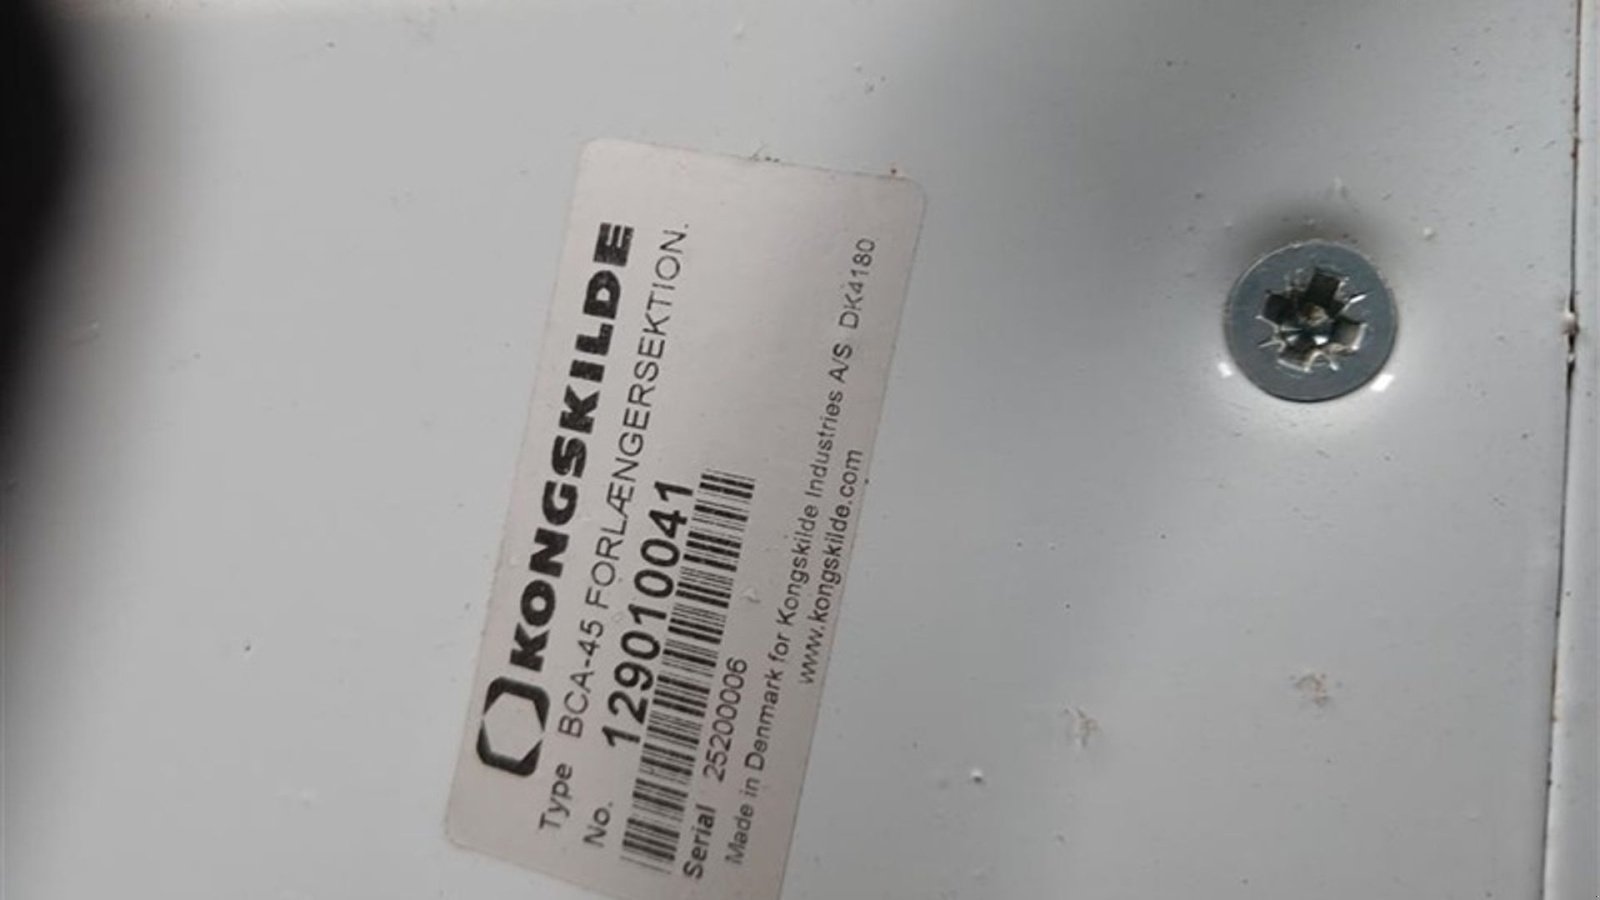 KONGSKILDE
Type BCA-45 FORLÆNGERSEKTION.
No. 129010041
Serial 25200006
Made in Denmark for Kongskilde Industries A/S DK4180
www.kongskilde.com